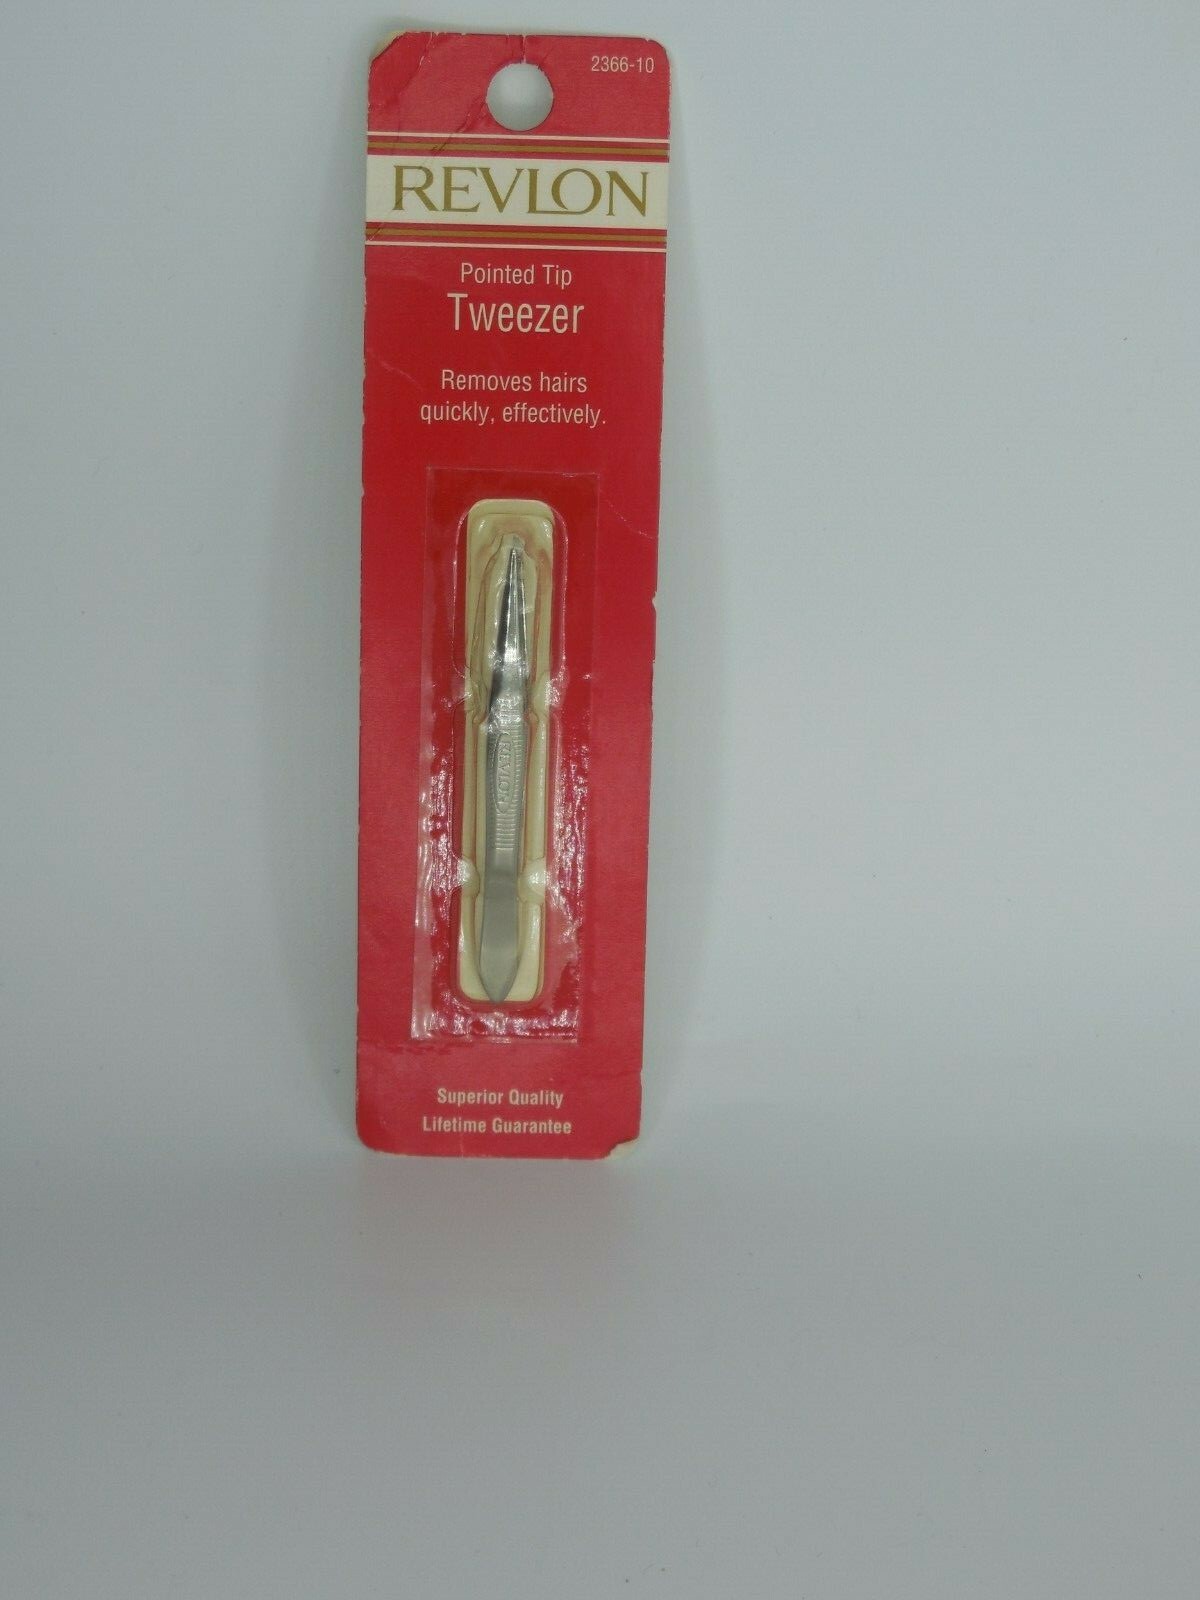 2366-10
REVLON
Pointed Tip
Tweezer
Removes hairs
quickly, effectively.
REVLON
Superior Quality
Lifetime Guarantee